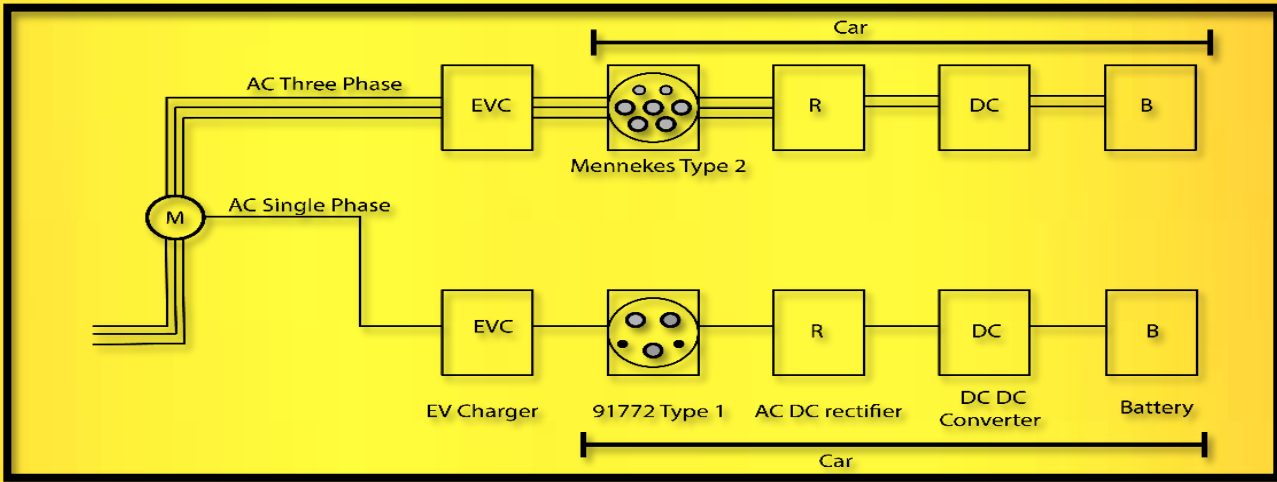 Car
AC Three Phase
EVC
R
DC
B
Mennekes Type 2
M
AC Single Phase
EVC
R
DC
B
EV Charger
91772 Type 1
AC DC rectifier
DC DC
Converter
Battery
Car